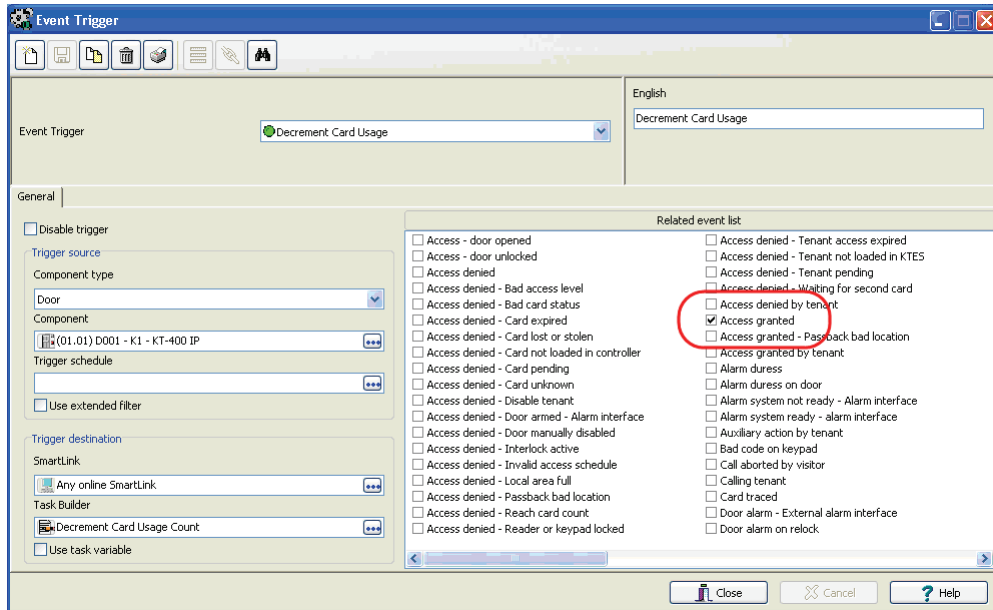 Event Trigger
English
Event Trigger
Decrement Card Usage
Decrement Card Usage
General
Disable trigger
Trigger source
Component type
Door
Component
(01.01) D001 - K1 - KT-400 IP
Trigger schedule
Use extended filter
Trigger destination
SmartLink
Any online SmartLink
Task Builder
Decrement Card Usage Count
Use task variable
Related event list
Access - door opened
Access - door unlocked
Access denied
Access denied - Bad access level
Access denied - Bad card status
Access denied - Card expired
Access denied - Card lost or stolen
Access denied - Card not loaded in controller
Access denied - Card pending
Access denied - Card unknown
Access denied - Disable tenant
Access denied - Door armed - Alarm interface
Access denied - Door manually disabled
Access denied - Interlock active
Access denied - Invalid access schedule
Access denied - Local area full
Access denied - Passback bad location
Access denied - Reach card count
Access denied - Reader or keypad locked
Access denied - Tenant access expired
Access denied - Tenant not loaded in KTES
Access denied - Tenant pending
Access denied - Waiting for second card
Access denied by tenant
Access granted
Access granted - Passback bad location
Access granted by tenant
Alarm duress
Alarm duress on door
Alarm system not ready - Alarm interface
Alarm system ready - alarm interface
Auxiliary action by tenant
Bad code on keypad
Call aborted by visitor
Calling tenant
Card traced
Door alarm - External alarm interface
Door alarm on relock
Close
Cancel
Help